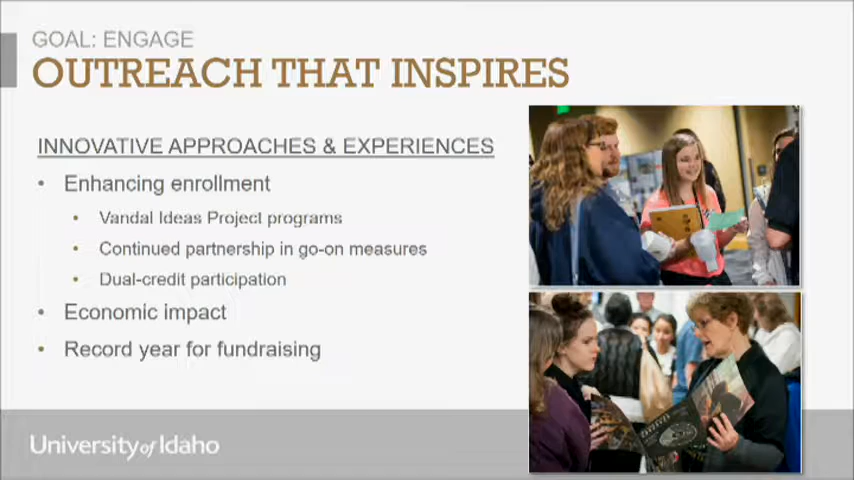 GOAL: ENGAGE
OUTREACH THAT INSPIRES
INNOVATIVE APPROACHES & EXPERIENCES
• Enhancing enrollment
• Vandal Ideas Project programs
• Continued partnership in go-on measures
• Dual-credit participation
• Economic impact
• Record year for fundraising
University of Idaho